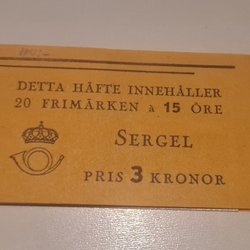 DETTA HÄFTE INNEHÅLLER
20 FRIMÄRKEN à 15 ÖRE
SERGEL
PRIS 3 KRONOR